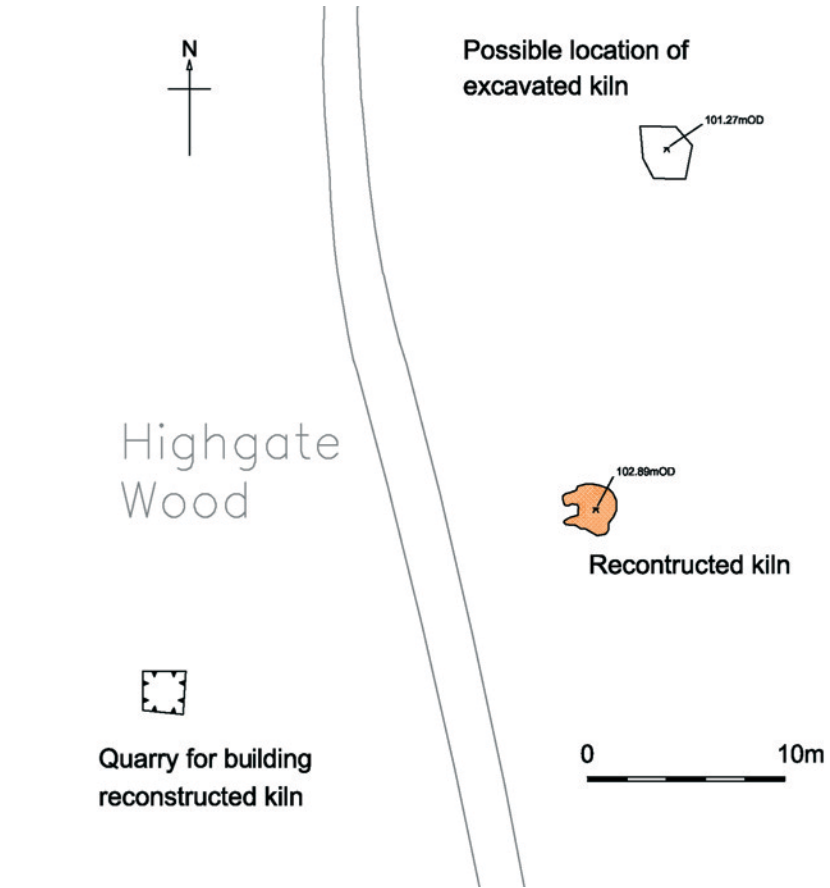 N
Possible location of
excavated kiln
101.27mOD
Highgate
Wood
102.89mOD
Recontructed kiln
Quarry for building
reconstructed kiln
0 10m